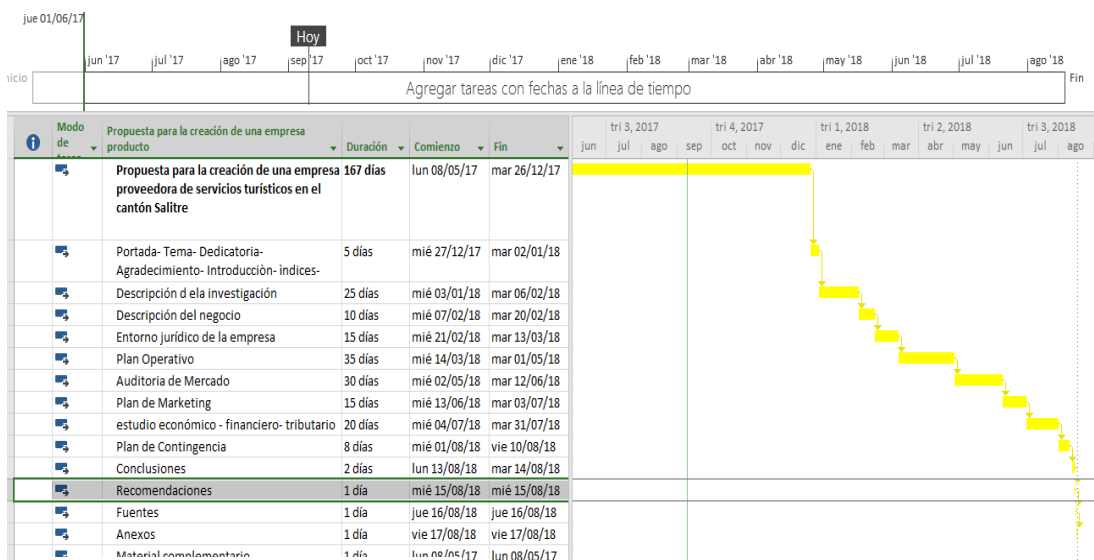 jue 01/06/17
Hoy
jun '17 jul '17 ago '17 sep '17 oct '17 nov '17 dic '17 ene '18 feb '18 mar '18 abr '18 may '18 jun '18 jul '18 ago '18
nicio Agregar tareas con fechas a la línea de tiempo Fin
Modo de Propuesta para la creación de una empresa producto Duración Comienzo Fin
tri 3, 2017 tri 4, 2017 tri 1, 2018 tri 2, 2018 tri 3, 2018
jun jul ago sep oct nov dic ene feb mar abr may jun jul ago
Propuesta para la creación de una empresa 167 días lun 08/05/17 mar 26/12/17
proveedora de servicios turísticos en el
cantón Salitre
Portada- Tema- Dedicatoria- 5 días mié 27/12/17 mar 02/01/18
Agradecimiento- Introducciòn- ìndices-
Descripción d ela investigación 25 días mié 03/01/18 mar 06/02/18
Descripción del negocio 10 días mié 07/02/18 mar 20/02/18
Entorno jurídico de la empresa 15 días mié 21/02/18 mar 13/03/18
Plan Operativo 35 días mié 14/03/18 mar 01/05/18
Auditoria de Mercado 30 días mié 02/05/18 mar 12/06/18
Plan de Marketing 15 días mié 13/06/18 mar 03/07/18
estudio económico - financiero- tributario 20 días mié 04/07/18 mar 31/07/18
Plan de Contingencia 8 días mié 01/08/18 vie 10/08/18
Conclusiones 2 días lun 13/08/18 mar 14/08/18
Recomendaciones 1 día mié 15/08/18 mié 15/08/18
Fuentes 1 día jue 16/08/18 jue 16/08/18
Anexos 1 día vie 17/08/18 vie 17/08/18
Material complementario 1 día lun 08/05/17 lun 08/05/17